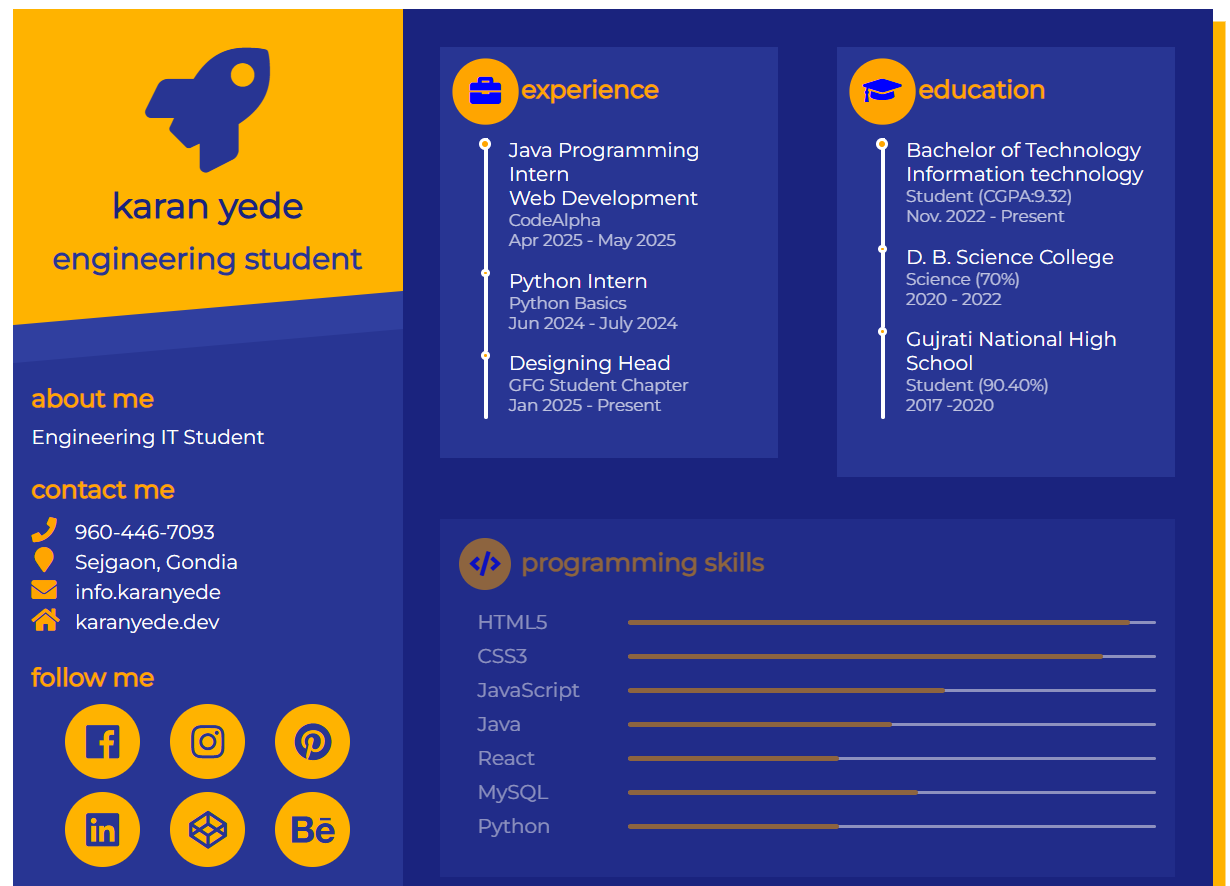 karan yede
engineering student
about me
Engineering IT Student
contact me
960-446-7093
Sejgaon, Gondia
info.karanyede
karanyede.dev
follow me
Bē
experience
Java Programming
Intern
Web Development
CodeAlpha
Apr 2025 - May 2025
Python Intern
Python Basics
Jun 2024 - July 2024
Designing Head
GFG Student Chapter
Jan 2025 - Present
education
Bachelor of Technology
Information technology
Student (CGPA:9.32)
Nov. 2022 - Present
D. B. Science College
Science (70%)
2020 - 2022
Gujrati National High
School
Student (90.40%)
2017 -2020
programming skills
HTML5
CSS3
JavaScript
Java
React
MySQL
Python